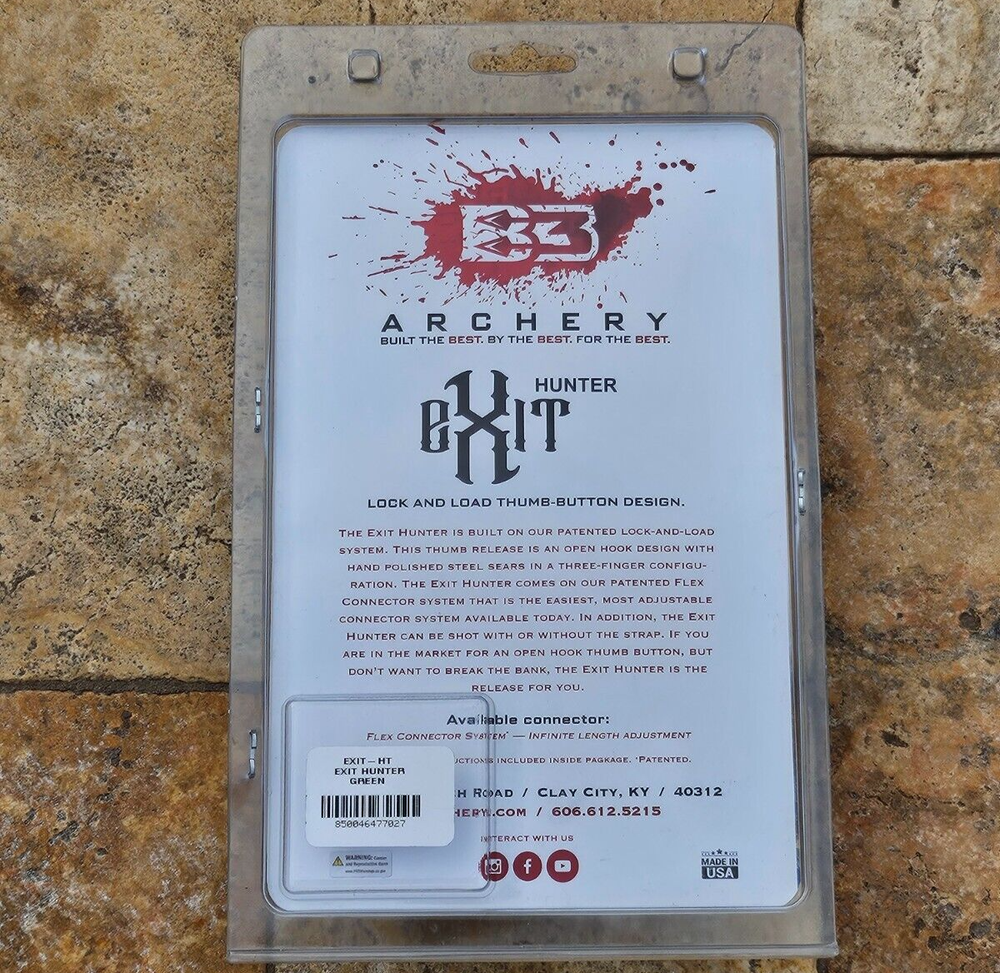 B3
ARCHERY
BUILT THE BEST. BY THE BEST. FOR THE BEST.
EXIT HUNTER
LOCK AND LOAD THUMB-BUTTON DESIGN.
THE EXIT HUNTER IS BUILT ON OUR PATENTED LOCK-AND-LOAD
SYSTEM. THIS THUMB RELEASE IS AN OPEN HOOK DESIGN WITH
HAND POLISHED STEEL SEARS IN A THREE-FINGER CONFIGU-
RATION. THE EXIT HUNTER COMES ON OUR PATENTED FLEX
CONNECTOR SYSTEM THAT IS THE EASIEST, MOST ADJUSTABLE
CONNECTOR SYSTEM AVAILABLE TODAY. IN ADDITION, THE EXIT
HUNTER CAN BE SHOT WITH OR WITHOUT THE STRAP. IF YOU
ARE IN THE MARKET FOR AN OPEN HOOK THUMB BUTTON, BUT
DON'T WANT TO BREAK THE BANK, THE EXIT HUNTER IS THE
RELEASE FOR YOU.
Available connector:
FLEX CONNECTOR SYSTEM* — INFINITE LENGTH ADJUSTMENT
INCLUDED INSIDE PACKAGE. *PATENTED.
ROAD / CLAY CITY, KY / 40312
.COM / 606.612.5215
INTERACT WITH US
EXIT - HT
EXIT HUNTER
GREEN
850046477027
WARNING: Cancer
and Reproductive Harm
MADE IN
USA